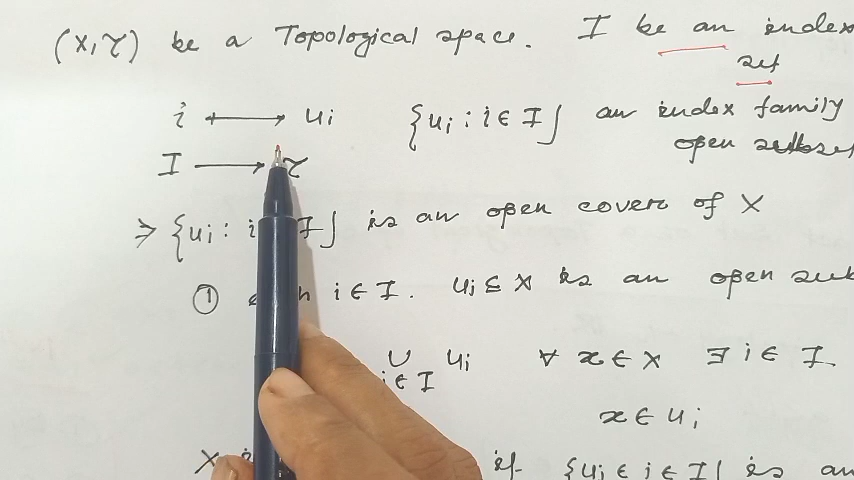 (X, τ) be a Topological space. I be an index set
i ⟼ Ui {Ui : i ∈ I} an index family
I ⟶ τ open subset
⇒ {Ui : i I} is an open cover of X
① i ∈ I. Ui ⊆ X is an open
∪ Ui ∀ x ∈ X ∃ i ∈ I
i ∈ I
x ∈ Ui
X if {Ui ∈ i ∈ I} is an